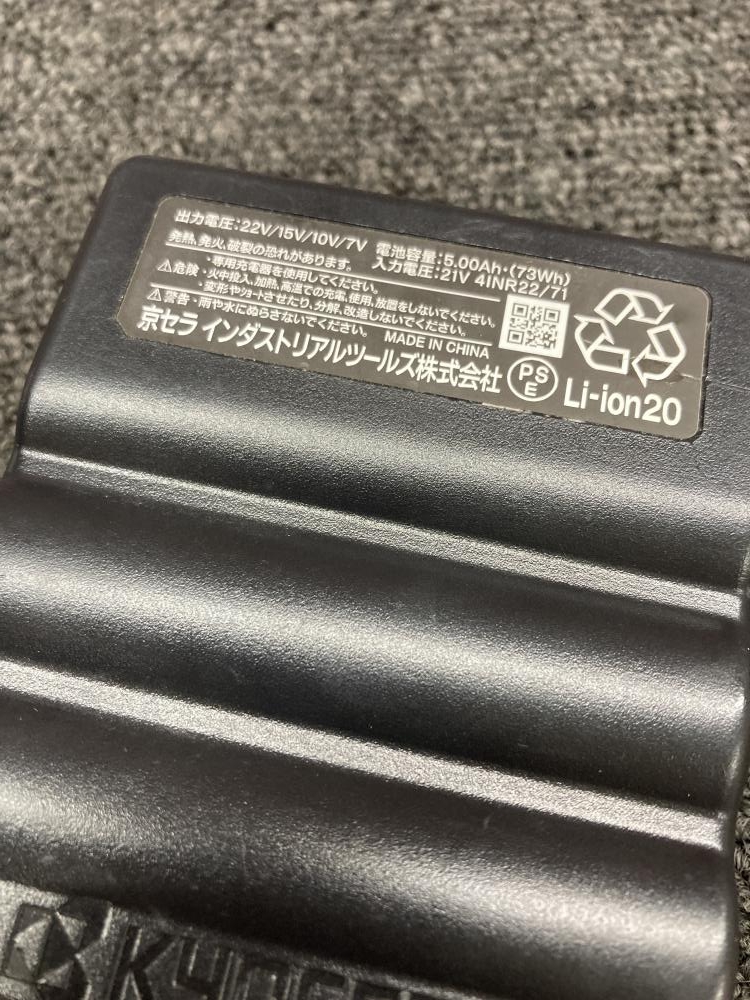 出力電圧:22V/15V/10V/7V 電池容量:5.00Ah・(73Wh)
発熱、発火、破裂の恐れがあります。 入力電圧:21V 4INR22/71
⚠危険
・専用充電器を使用してください。
・火中投入、加熱、高温での充電、使用、放置をしないでください。
・変形やショートさせたり、分解、改造しないでください。
⚠警告・雨や水にぬらさないでください。 MADE IN CHINA
京セラ インダストリアルツールズ株式会社
PS
E
Li-ion20
KYOCERA